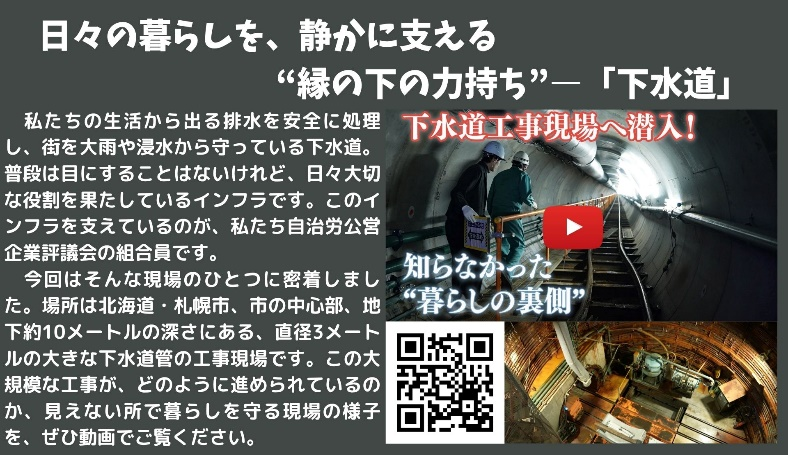 日々の暮らしを、静かに支える
“縁の下の力持ち”―「下水道」
　私たちの生活から出る排水を安全に処理
し、街を大雨や浸水から守っている下水道。
普段は目にすることはないけれど、日々大切
な役割を果たしているインフラです。このイ
ンフラを支えているのが、私たち自治労公営
企業評議会の組合員です。
　今回はそんな現場のひとつに密着しまし
た。場所は北海道・札幌市、市の中心部、地
下約10メートルの深さにある、直径3メート
ルの大きな下水道管の工事現場です。この大
規模な工事が、どのように進められているの
か、見えない所で暮らしを守る現場の様子
を、ぜひ動画でご覧ください。
下水道工事現場へ潜入！
知らなかった
“暮らしの裏側”